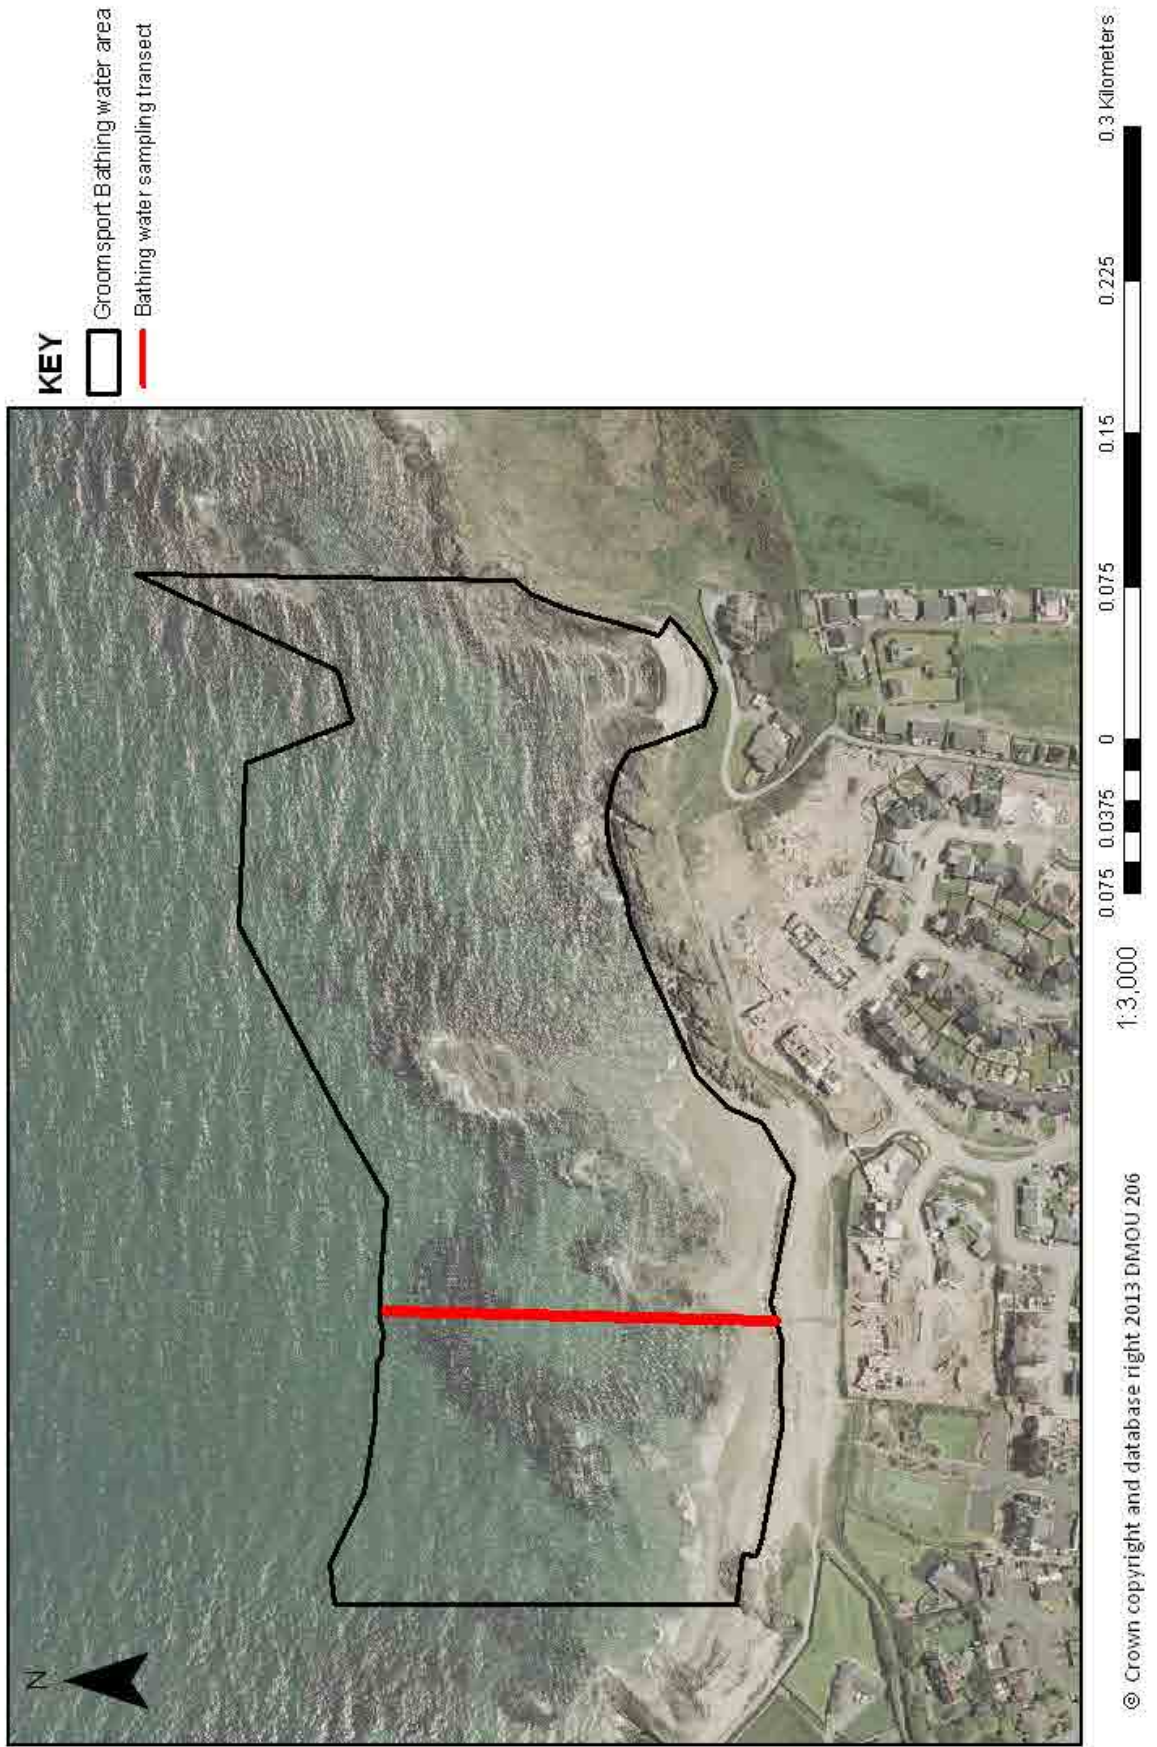 N
KEY
Groomsport Bathing water area
Bathing water sampling transect
0.075 0.0375 0 0.075 0.15 0.225 0.3 Kilometers
1:3,000
© Crown copyright and database right 2013 DMOU 206